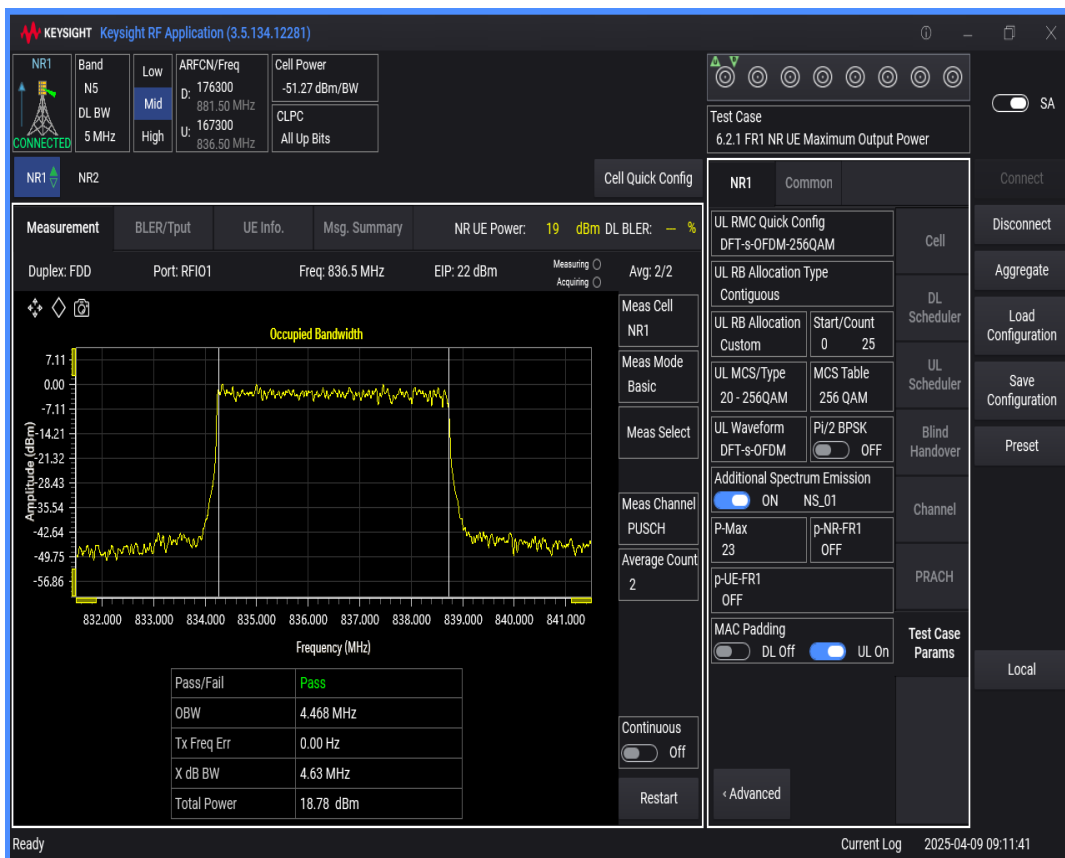 KEYSIGHT Keysight RF Application (3.5.134.12281)
NR1
CONNECTED
Band
N5
DL BW
5 MHz
Low
Mid
High
ARFCN/Freq
D: 176300
881.50 MHz
U: 167300
836.50 MHz
Cell Power
-51.27 dBm/BW
CLPC
All Up Bits
Test Case
6.2.1 FR1 NR UE Maximum Output Power
SA
NR1 NR2 Cell Quick Config
Measurement BLER/Tput UE Info. Msg. Summary NR UE Power: 19 dBm DL BLER: — %
Duplex: FDD Port: RFIO1 Freq: 836.5 MHz EIP: 22 dBm Measuring Acquiring Avg: 2/2
Occupied Bandwidth
Amplitude (dBm)
7.11
0.00
-7.11
-14.21
-21.32
-28.43
-35.54
-42.64
-49.75
-56.86
832.000 833.000 834.000 835.000 836.000 837.000 838.000 839.000 840.000 841.000
Frequency (MHz)
Pass/Fail Pass
OBW 4.468 MHz
Tx Freq Err 0.00 Hz
X dB BW 4.63 MHz
Total Power 18.78 dBm
Meas Cell
NR1
Meas Mode
Basic
Meas Select
Meas Channel
PUSCH
Average Count
2
Continuous
Off
Restart
NR1 Common
UL RMC Quick Config
DFT-s-OFDM-256QAM
UL RB Allocation Type
Contiguous
UL RB Allocation
Custom
Start/Count
0 25
UL MCS/Type
20 - 256QAM
MCS Table
256 QAM
UL Waveform
DFT-s-OFDM
Pi/2 BPSK
OFF
Additional Spectrum Emission
ON NS_01
P-Max
23
p-NR-FR1
OFF
p-UE-FR1
OFF
MAC Padding
DL Off UL On
‹ Advanced
Cell
DL
Scheduler
UL
Scheduler
Blind
Handover
Channel
PRACH
Test Case
Params
Connect
Disconnect
Aggregate
Load
Configuration
Save
Configuration
Preset
Local
Ready Current Log 2025-04-09 09:11:41